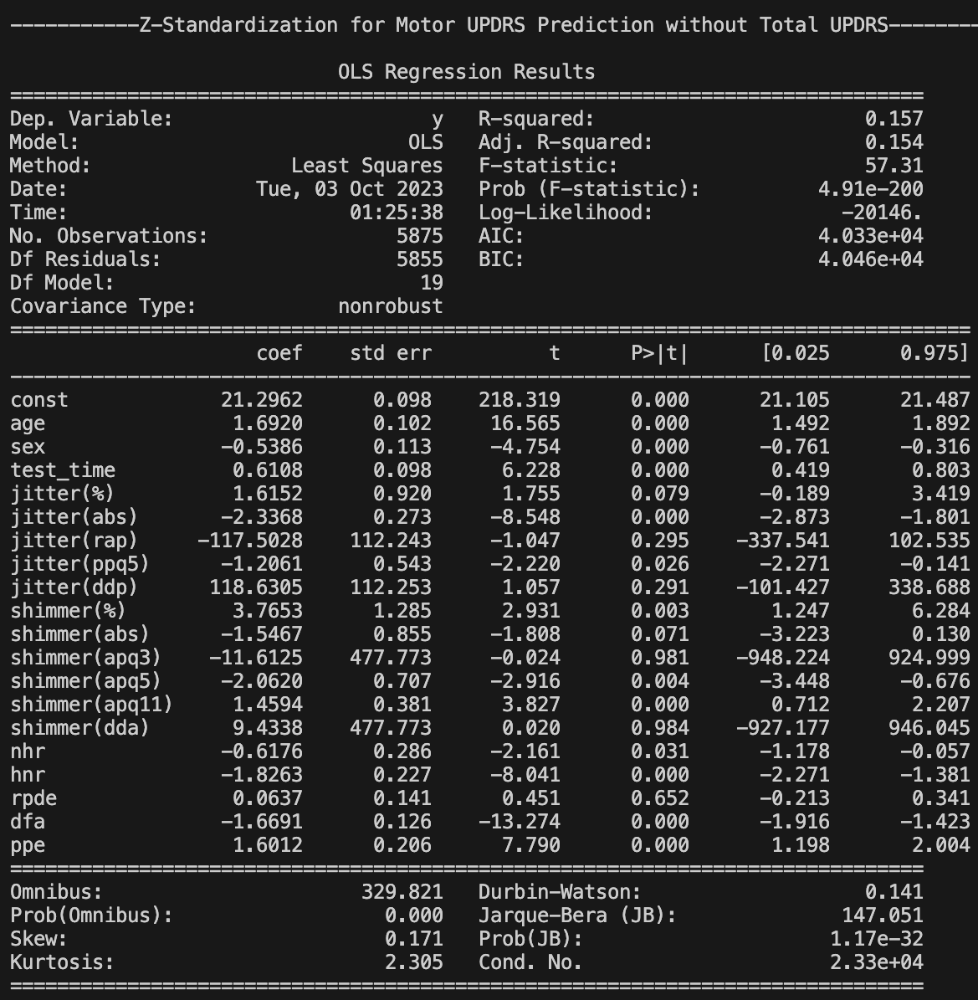 -----------Z-Standardization for Motor UPDRS Prediction without Total UPDRS--------
OLS Regression Results
==============================================================================
Dep. Variable: y R-squared: 0.157
Model: OLS Adj. R-squared: 0.154
Method: Least Squares F-statistic: 57.31
Date: Tue, 03 Oct 2023 Prob (F-statistic): 4.91e-200
Time: 01:25:38 Log-Likelihood: -20146.
No. Observations: 5875 AIC: 4.033e+04
Df Residuals: 5855 BIC: 4.046e+04
Df Model: 19
Covariance Type: nonrobust
==================================================================================
coef std err t P>|t| [0.025 0.975]
----------------------------------------------------------------------------------
const 21.2962 0.098 218.319 0.000 21.105 21.487
age 1.6920 0.102 16.565 0.000 1.492 1.892
sex -0.5386 0.113 -4.754 0.000 -0.761 -0.316
test_time 0.6108 0.098 6.228 0.000 0.419 0.803
jitter(%) 1.6152 0.920 1.755 0.079 -0.189 3.419
jitter(abs) -2.3368 0.273 -8.548 0.000 -2.873 -1.801
jitter(rap) -117.5028 112.243 -1.047 0.295 -337.541 102.535
jitter(ppq5) -1.2061 0.543 -2.220 0.026 -2.271 -0.141
jitter(ddp) 118.6305 112.253 1.057 0.291 -101.427 338.688
shimmer(%) 3.7653 1.285 2.931 0.003 1.247 6.284
shimmer(abs) -1.5467 0.855 -1.808 0.071 -3.223 0.130
shimmer(apq3) -11.6125 477.773 -0.024 0.981 -948.224 924.999
shimmer(apq5) -2.0620 0.707 -2.916 0.004 -3.448 -0.676
shimmer(apq11) 1.4594 0.381 3.827 0.000 0.712 2.207
shimmer(dda) 9.4338 477.773 0.020 0.984 -927.177 946.045
nhr -0.6176 0.286 -2.161 0.031 -1.178 -0.057
hnr -1.8263 0.227 -8.041 0.000 -2.271 -1.381
rpde 0.0637 0.141 0.451 0.652 -0.213 0.341
dfa -1.6691 0.126 -13.274 0.000 -1.916 -1.423
ppe 1.6012 0.206 7.790 0.000 1.198 2.004
==============================================================================
Omnibus: 329.821 Durbin-Watson: 0.141
Prob(Omnibus): 0.000 Jarque-Bera (JB): 147.051
Skew: 0.171 Prob(JB): 1.17e-32
Kurtosis: 2.305 Cond. No. 2.33e+04
==============================================================================